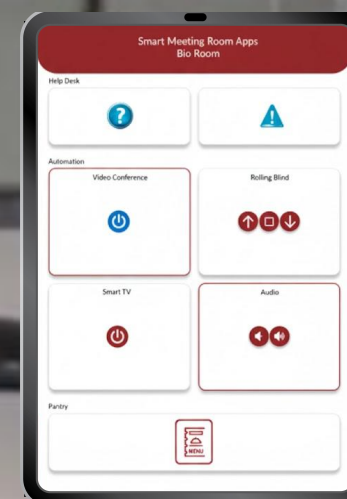 Smart Meeting Room Apps
Bio Room
Help Desk
?
!
Automation
Video Conference
Rolling Blind
Smart TV
Audio
Pantry
MENU